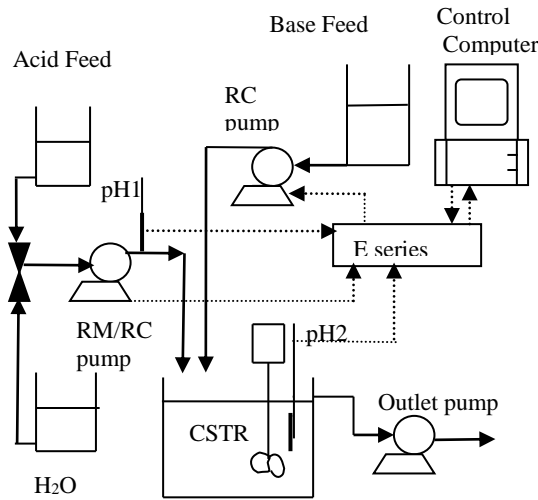 Acid Feed
Base Feed
Control
Computer
RC
pump
pH1
E series
RM/RC
pump
pH2
CSTR
Outlet pump
H₂O